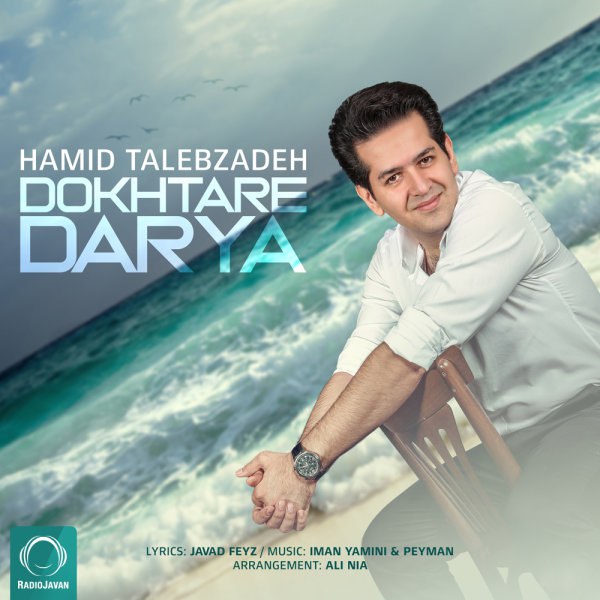 HAMID TALEBZADEH
DOKHTARE
DARYA
LYRICS: JAVAD FEYZ / MUSIC: IMAN YAMINI & PEYMAN
ARRANGEMENT: ALI NIA
RADIOJAVAN